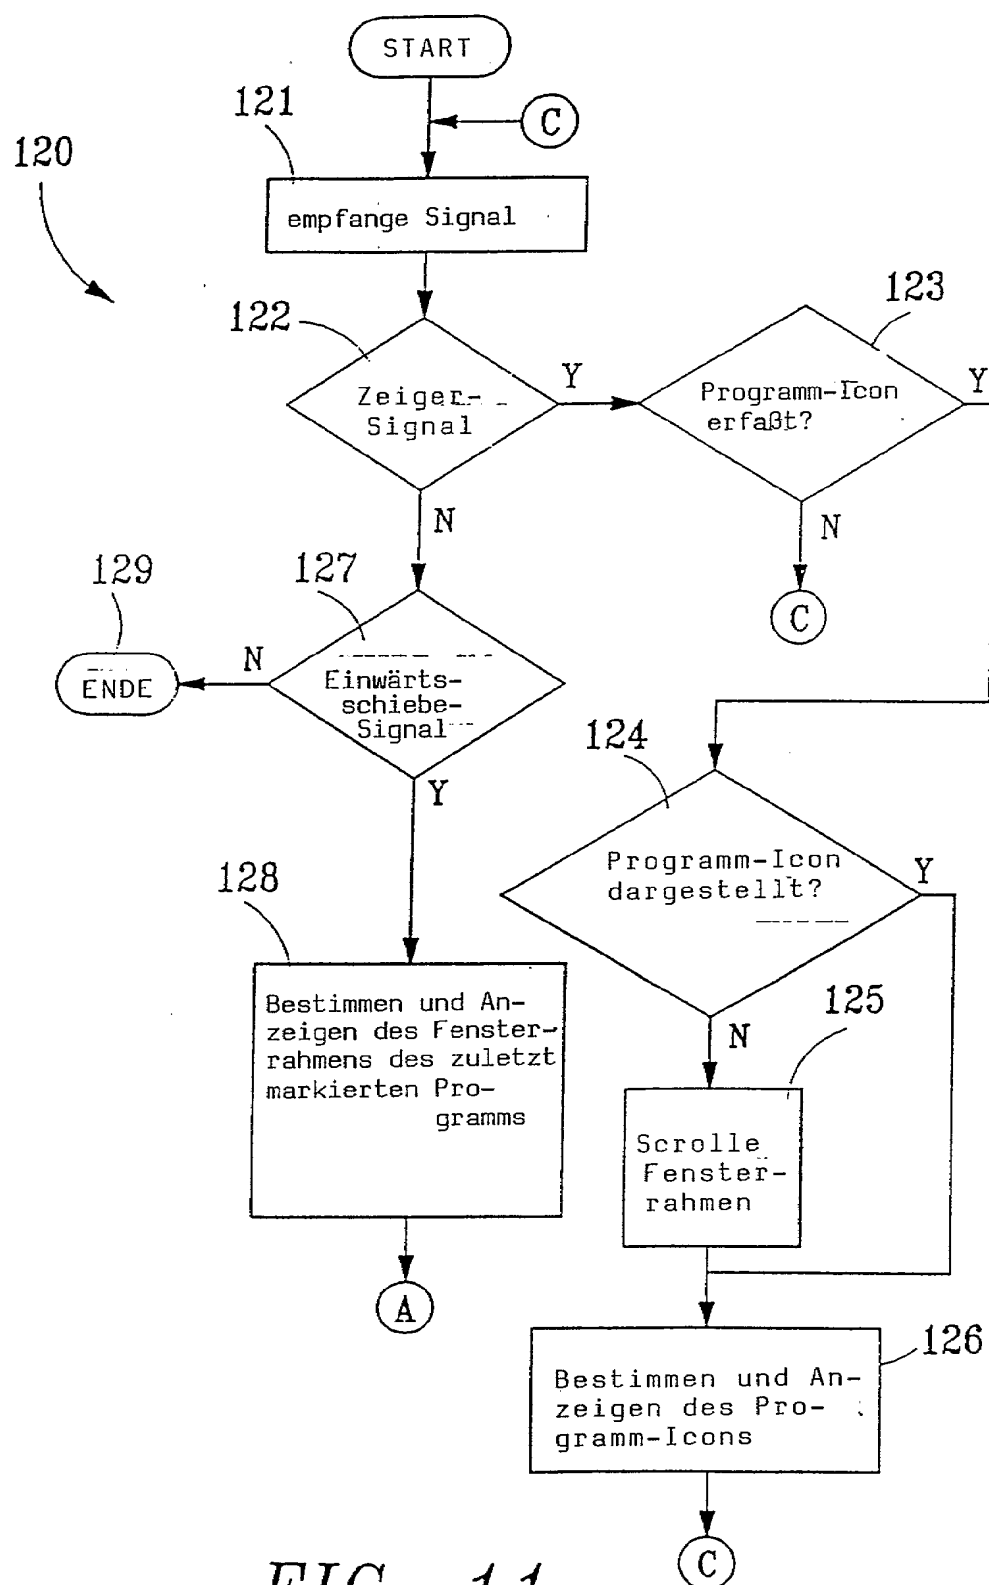 START
C
121
120
empfange Signal
122
Zeiger-
Signal
Y
123
Programm-Icon
erfaßt?
Y
N
N
C
129
ENDE
N
127
Einwärts-
schiebe-
Signal
Y
124
Programm-Icon
dargestellt?
Y
N
128
Bestimmen und An-
zeigen des Fenster-
rahmens des zuletzt
markierten Pro-
gramms
A
125
Scrolle
Fenster-
rahmen
126
Bestimmen und An-
zeigen des Pro-
gramm-Icons
C
FIG. 11